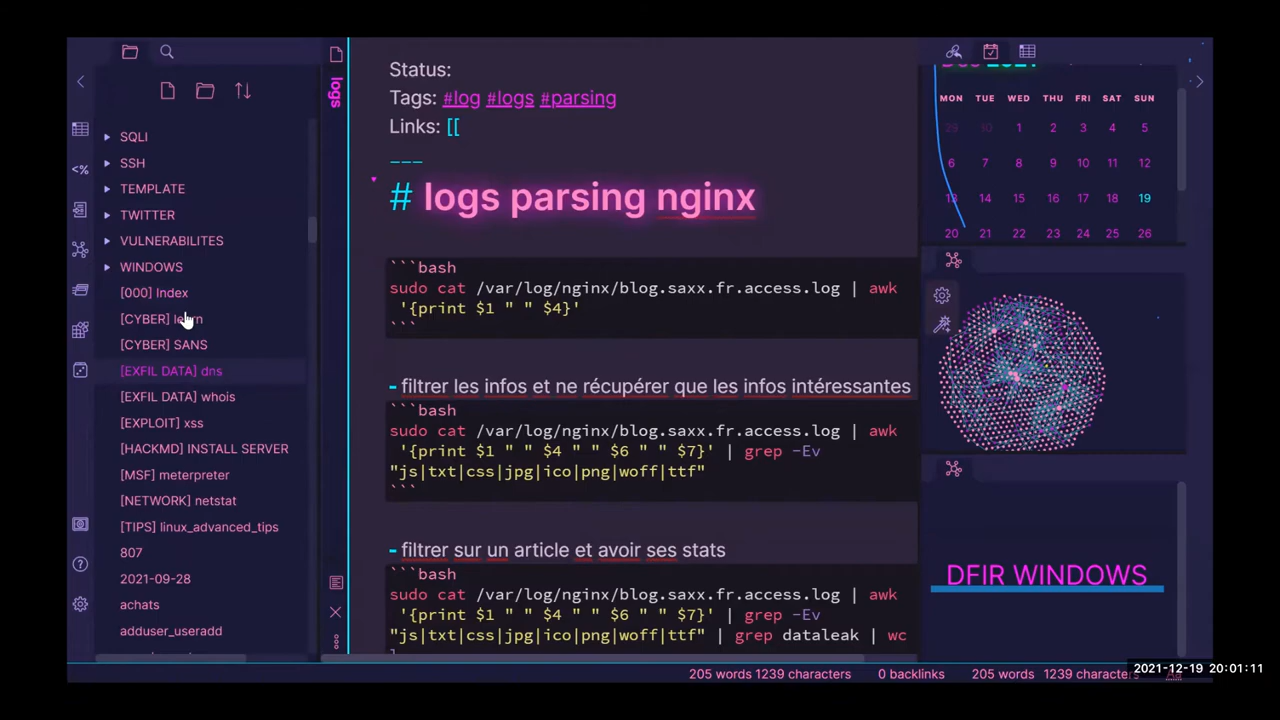 SQLI
SSH
TEMPLATE
TWITTER
VULNERABILITES
WINDOWS
[000] Index
[CYBER] learn
[CYBER] SANS
[EXFIL DATA] dns
[EXFIL DATA] whois
[EXPLOIT] xss
[HACKMD] INSTALL SERVER
[MSF] meterpreter
[NETWORK] netstat
[TIPS] linux_advanced_tips
807
2021-09-28
achats
adduser_useradd
logs
Status:
Tags: #log #logs #parsing
Links: [[
---
# logs parsing nginx
```bash
sudo cat /var/log/nginx/blog.saxx.fr.access.log | awk
'{print $1 " " $4}'
```
- filtrer les infos et ne récupérer que les infos intéressantes
```bash
sudo cat /var/log/nginx/blog.saxx.fr.access.log | awk
'{print $1 " " $4 " " $6 " " $7}' | grep -Ev
"js|txt|css|jpg|ico|png|woff|ttf"
```
- filtrer sur un article et avoir ses stats
```bash
sudo cat /var/log/nginx/blog.saxx.fr.access.log | awk
'{print $1 " " $4 " " $6 " " $7}' | grep -Ev
"js|txt|css|jpg|ico|png|woff|ttf" | grep dataleak | wc
MON TUE WED THU FRI SAT SUN
29 30 1 2 3 4 5
6 7 8 9 10 11 12
13 14 15 16 17 18 19
20 21 22 23 24 25 26
DFIR WINDOWS
205 words 1239 characters 0 backlinks 205 words 1239 characters
2021-12-19 20:01:11